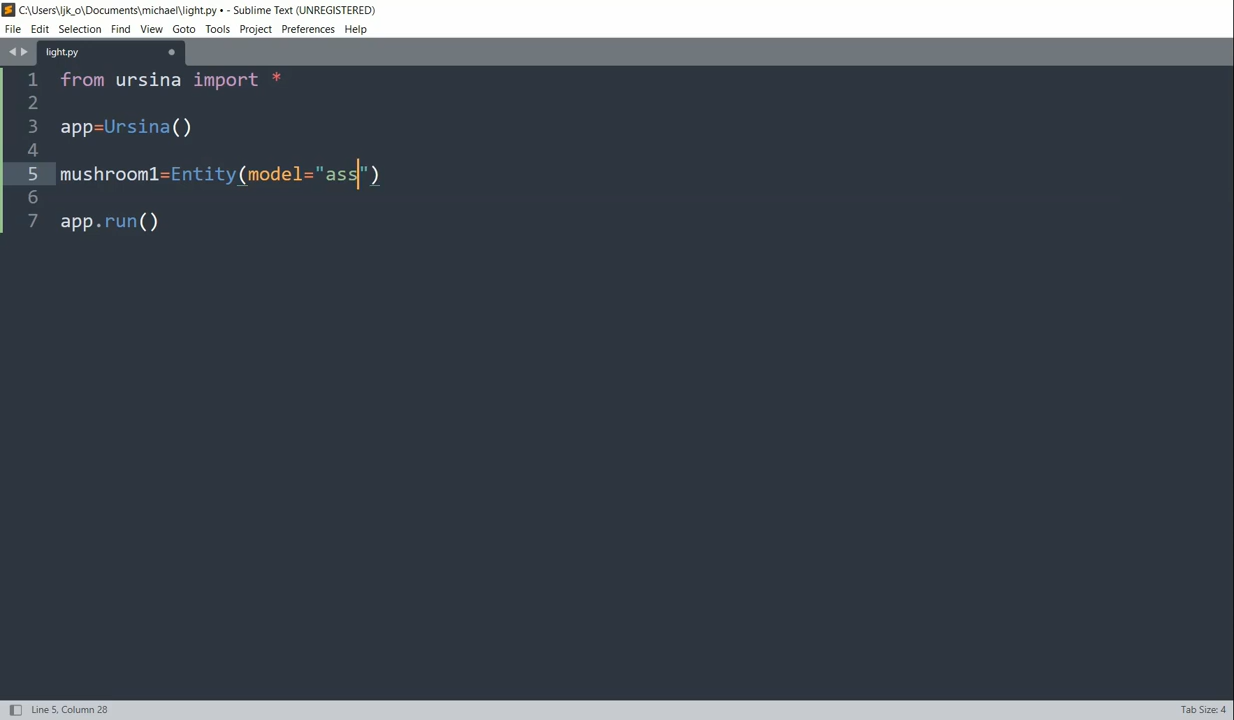 C:\Users\ljk_o\Documents\michael\light.py • - Sublime Text (UNREGISTERED)
File Edit Selection Find View Goto Tools Project Preferences Help
light.py
1 from ursina import *
2
3 app=Ursina()
4
5 mushroom1=Entity(model="ass")
6
7 app.run()
Line 5, Column 28 Tab Size: 4